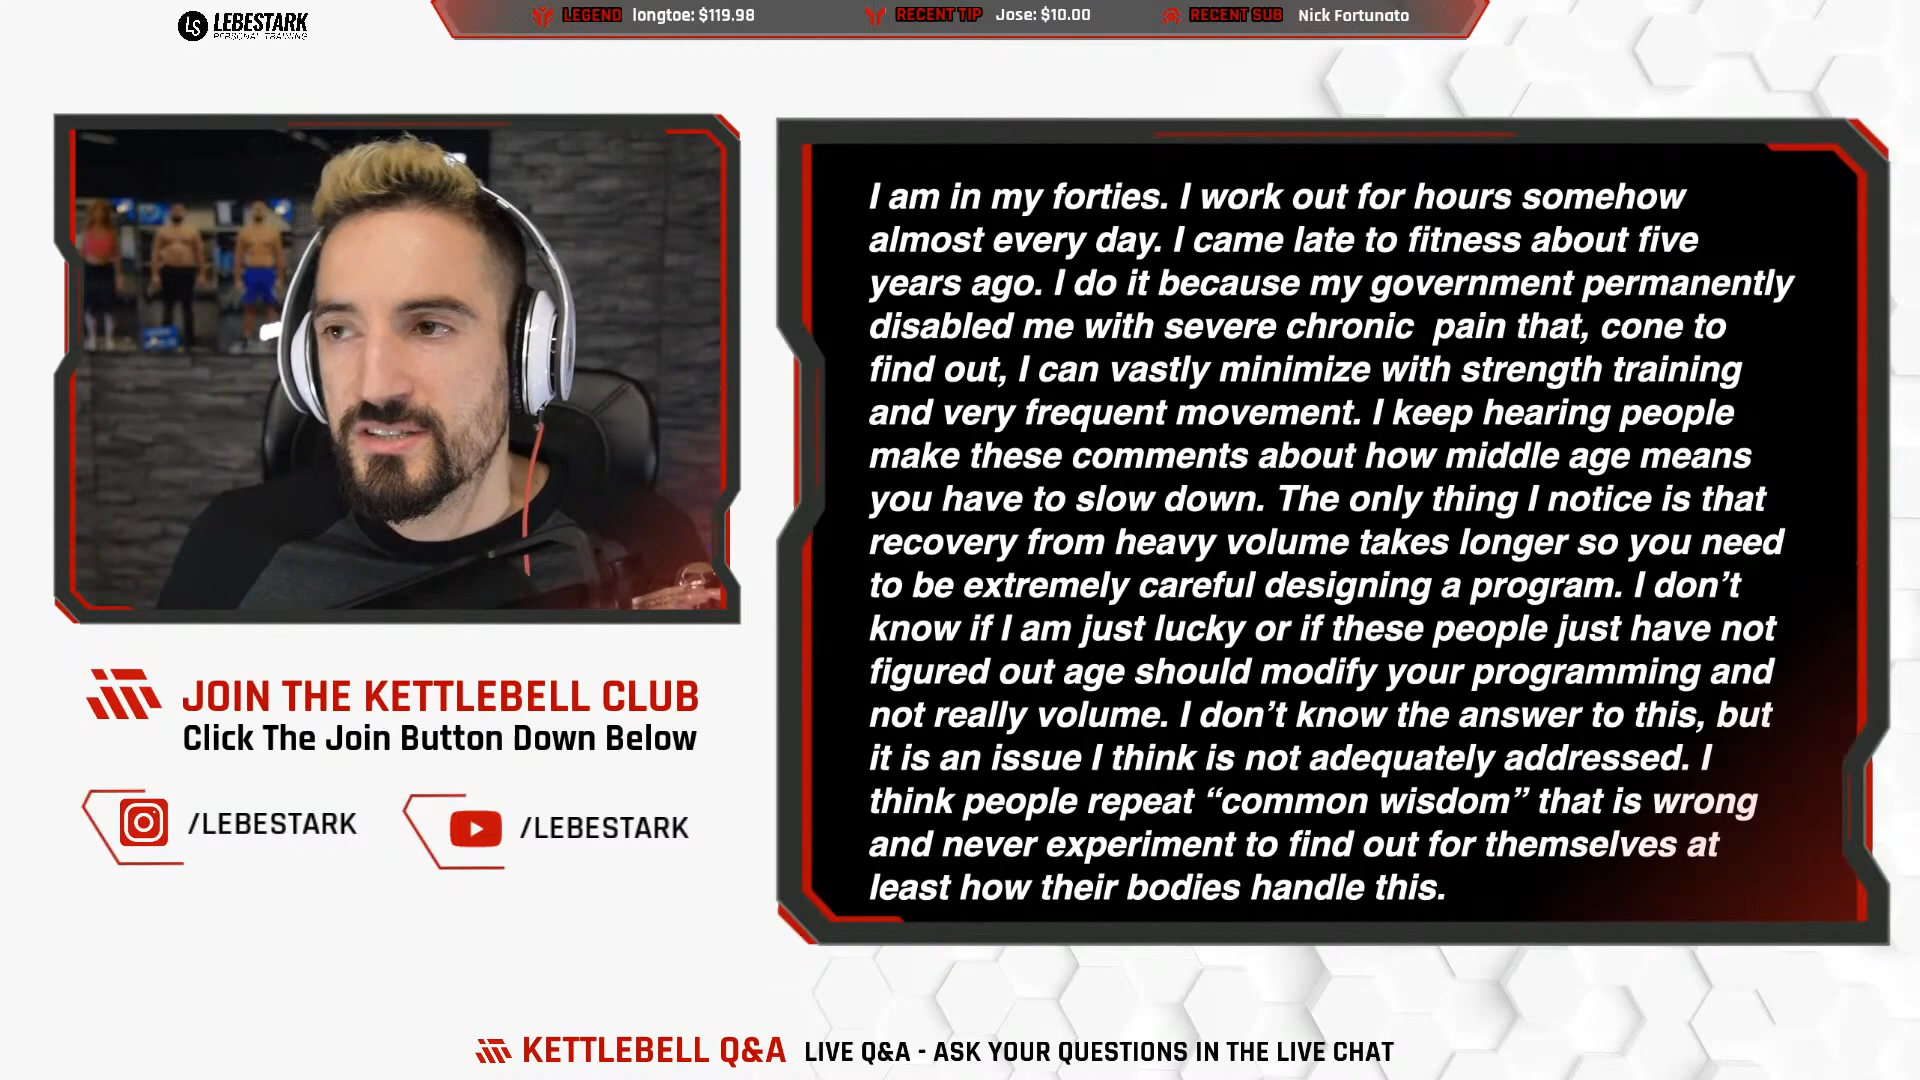 LS LEBESTARK
PERSONAL TRAINING
LEGEND longtoe: $119.98 RECENT TIP Jose: $10.00 RECENT SUB Nick Fortunato
I am in my forties. I work out for hours somehow
almost every day. I came late to fitness about five
years ago. I do it because my government permanently
disabled me with severe chronic pain that, cone to
find out, I can vastly minimize with strength training
and very frequent movement. I keep hearing people
make these comments about how middle age means
you have to slow down. The only thing I notice is that
recovery from heavy volume takes longer so you need
to be extremely careful designing a program. I don’t
know if I am just lucky or if these people just have not
figured out age should modify your programming and
not really volume. I don’t know the answer to this, but
it is an issue I think is not adequately addressed. I
think people repeat “common wisdom” that is wrong
and never experiment to find out for themselves at
least how their bodies handle this.
JOIN THE KETTLEBELL CLUB
Click The Join Button Down Below
/LEBESTARK /LEBESTARK
KETTLEBELL Q&A LIVE Q&A - ASK YOUR QUESTIONS IN THE LIVE CHAT